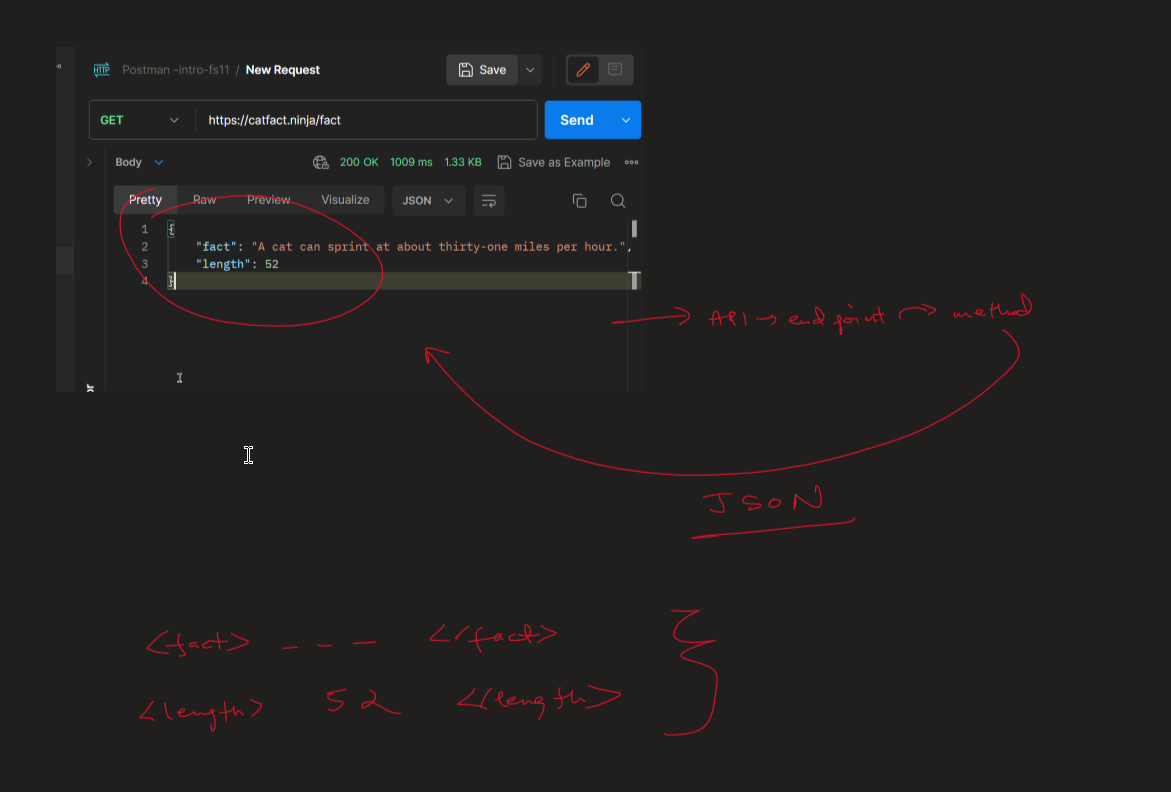 HTTP Postman -intro-fs11 / New Request Save
GET https://catfact.ninja/fact Send
Body 200 OK 1009 ms 1.33 KB Save as Example
Pretty Raw Preview Visualize JSON
1 {
2 "fact": "A cat can sprint at about thirty-one miles per hour.",
3 "length": 52
4 }
→ API → endpoint → method
or
JSON
<fact> - - - </fact>
<length> 52 </length>